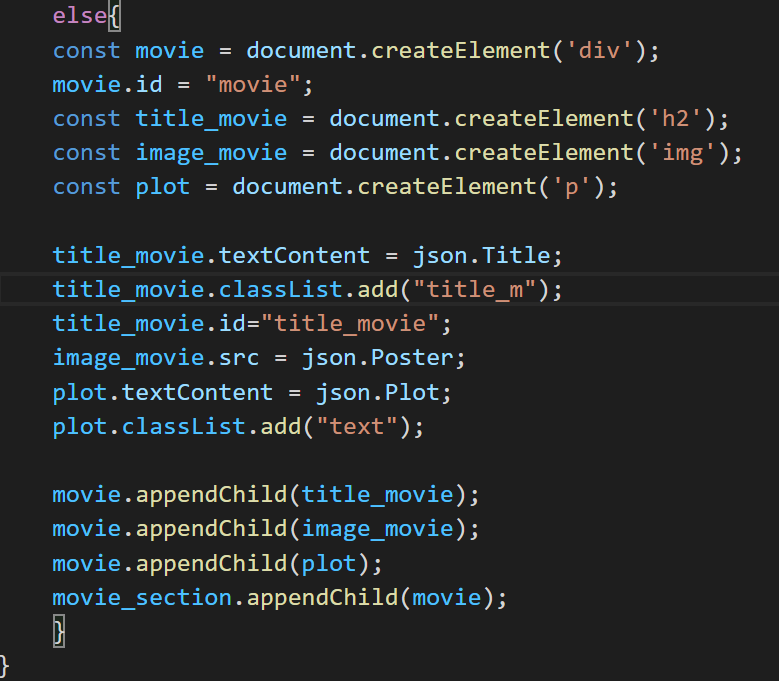 else{
const movie = document.createElement('div');
movie.id = "movie";
const title_movie = document.createElement('h2');
const image_movie = document.createElement('img');
const plot = document.createElement('p');
title_movie.textContent = json.Title;
title_movie.classList.add("title_m");
title_movie.id="title_movie";
image_movie.src = json.Poster;
plot.textContent = json.Plot;
plot.classList.add("text");
movie.appendChild(title_movie);
movie.appendChild(image_movie);
movie.appendChild(plot);
movie_section.appendChild(movie);
}
}